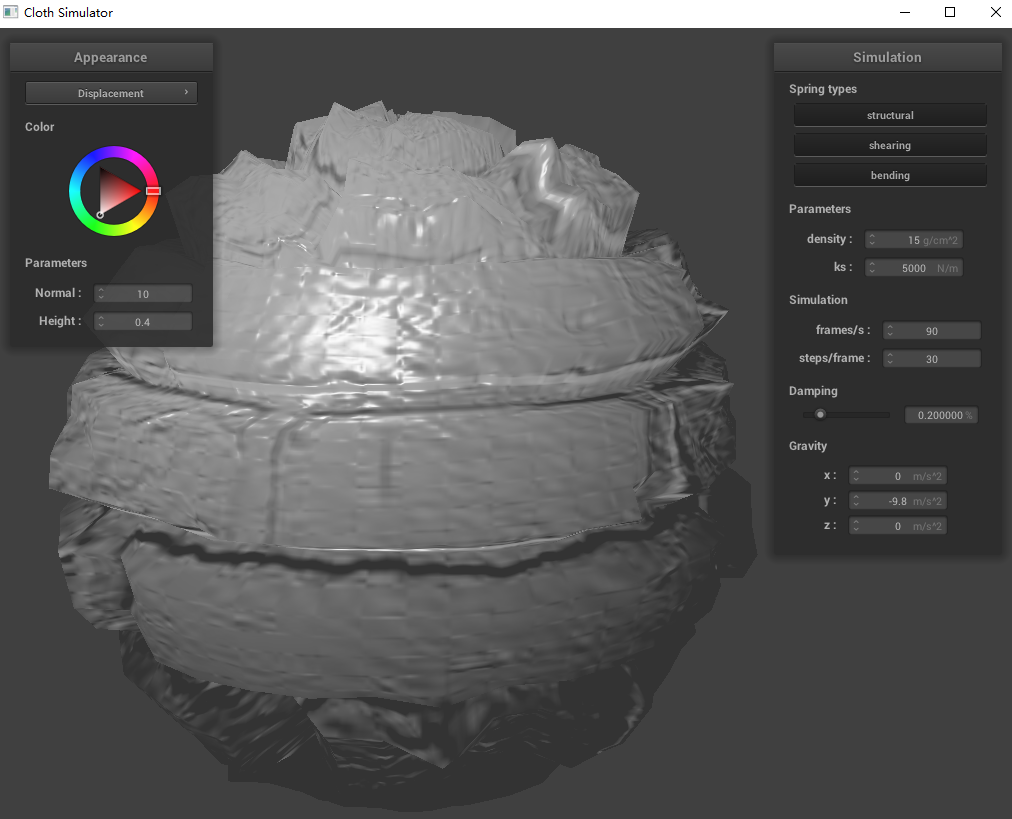 Cloth Simulator
Appearance
Displacement
Color
Parameters
Normal : 10
Height : 0.4
Simulation
Spring types
structural
shearing
bending
Parameters
density : 15 g/cm^2
ks : 5000 N/m
Simulation
frames/s : 90
steps/frame : 30
Damping
0.200000 %
Gravity
x : 0 m/s^2
y : -9.8 m/s^2
z : 0 m/s^2